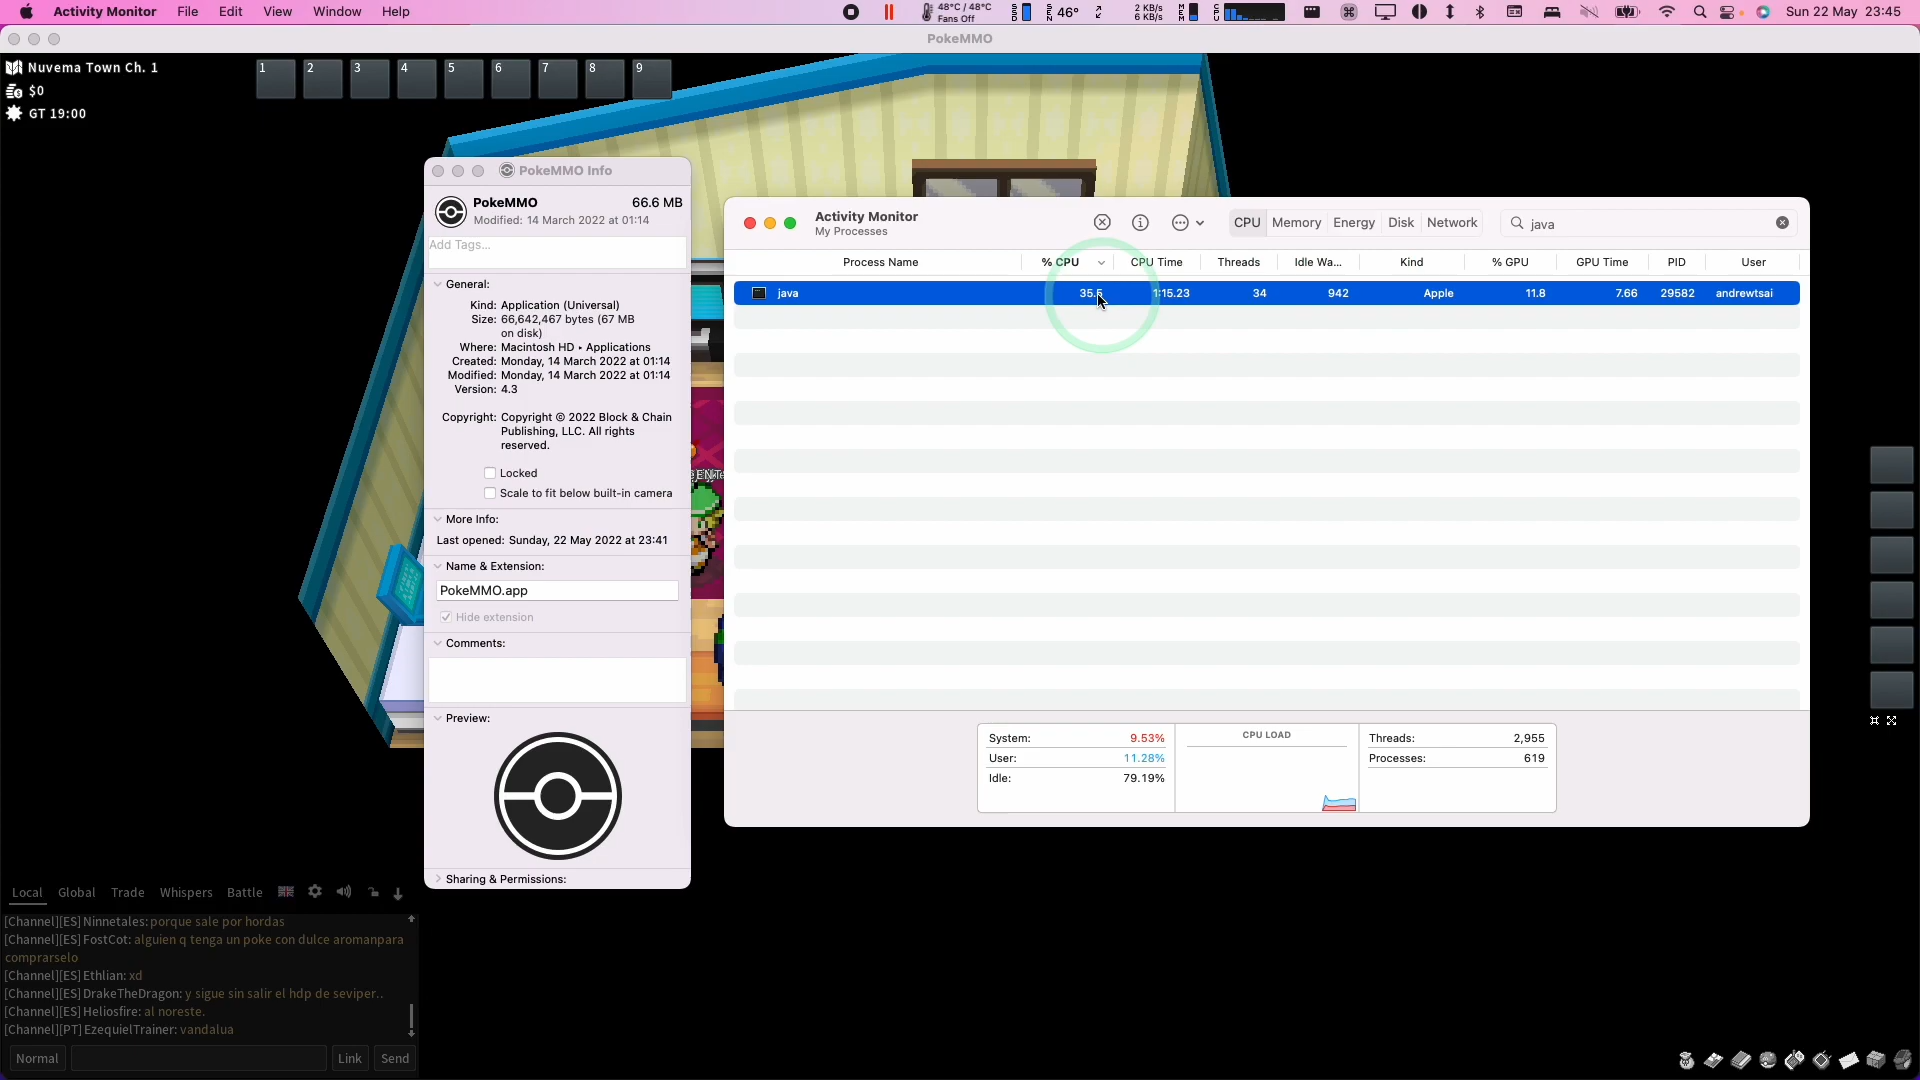 Activity Monitor File Edit View Window Help
48°C / 48°C
Fans Off
46°
2 KB/s
6 KB/s
Sun 22 May 23:45
PokeMMO
Nuvema Town Ch. 1
$0
GT 19:00
1 2 3 4 5 6 7 8 9
PokeMMO Info
PokeMMO 66.6 MB
Modified: 14 March 2022 at 01:14
Add Tags...
General:
Kind: Application (Universal)
Size: 66,642,467 bytes (67 MB
on disk)
Where: Macintosh HD ▸ Applications
Created: Monday, 14 March 2022 at 01:14
Modified: Monday, 14 March 2022 at 01:14
Version: 4.3
Copyright: Copyright © 2022 Block & Chain
Publishing, LLC. All rights
reserved.
Locked
Scale to fit below built-in camera
More Info:
Last opened: Sunday, 22 May 2022 at 23:41
Name & Extension:
PokeMMO.app
Hide extension
Comments:
Preview:
Sharing & Permissions:
Activity Monitor
My Processes
CPU Memory Energy Disk Network
java
Process Name % CPU CPU Time Threads Idle Wa... Kind % GPU GPU Time PID User
java 35.5 1:15.23 34 942 Apple 11.8 7.66 29582 andrewtsai
System: 9.53%
User: 11.28%
Idle: 79.19%
CPU LOAD
Threads: 2,955
Processes: 619
Local Global Trade Whispers Battle
[Channel][ES] Ninnetales: porque sale por hordas
[Channel][ES] FostCot: alguien q tenga un poke con dulce aromanpara
comprarselo
[Channel][ES] Ethlian: xd
[Channel][ES] DrakeTheDragon: y sigue sin salir el hdp de seviper..
[Channel][ES] Heliosfire: al noreste.
[Channel][PT] EzequielTrainer: vandalua
Normal Link Send